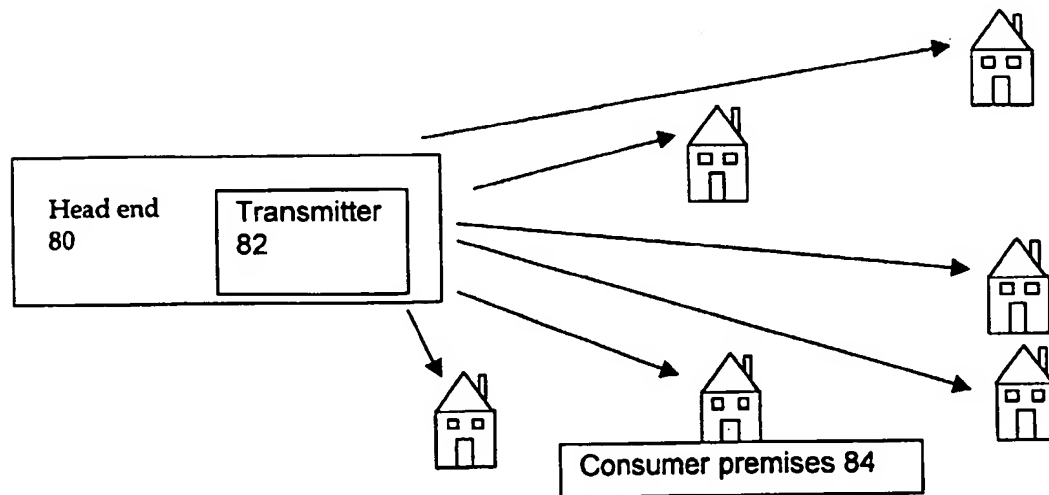 Head end
80
Transmitter
82
Consumer premises 84